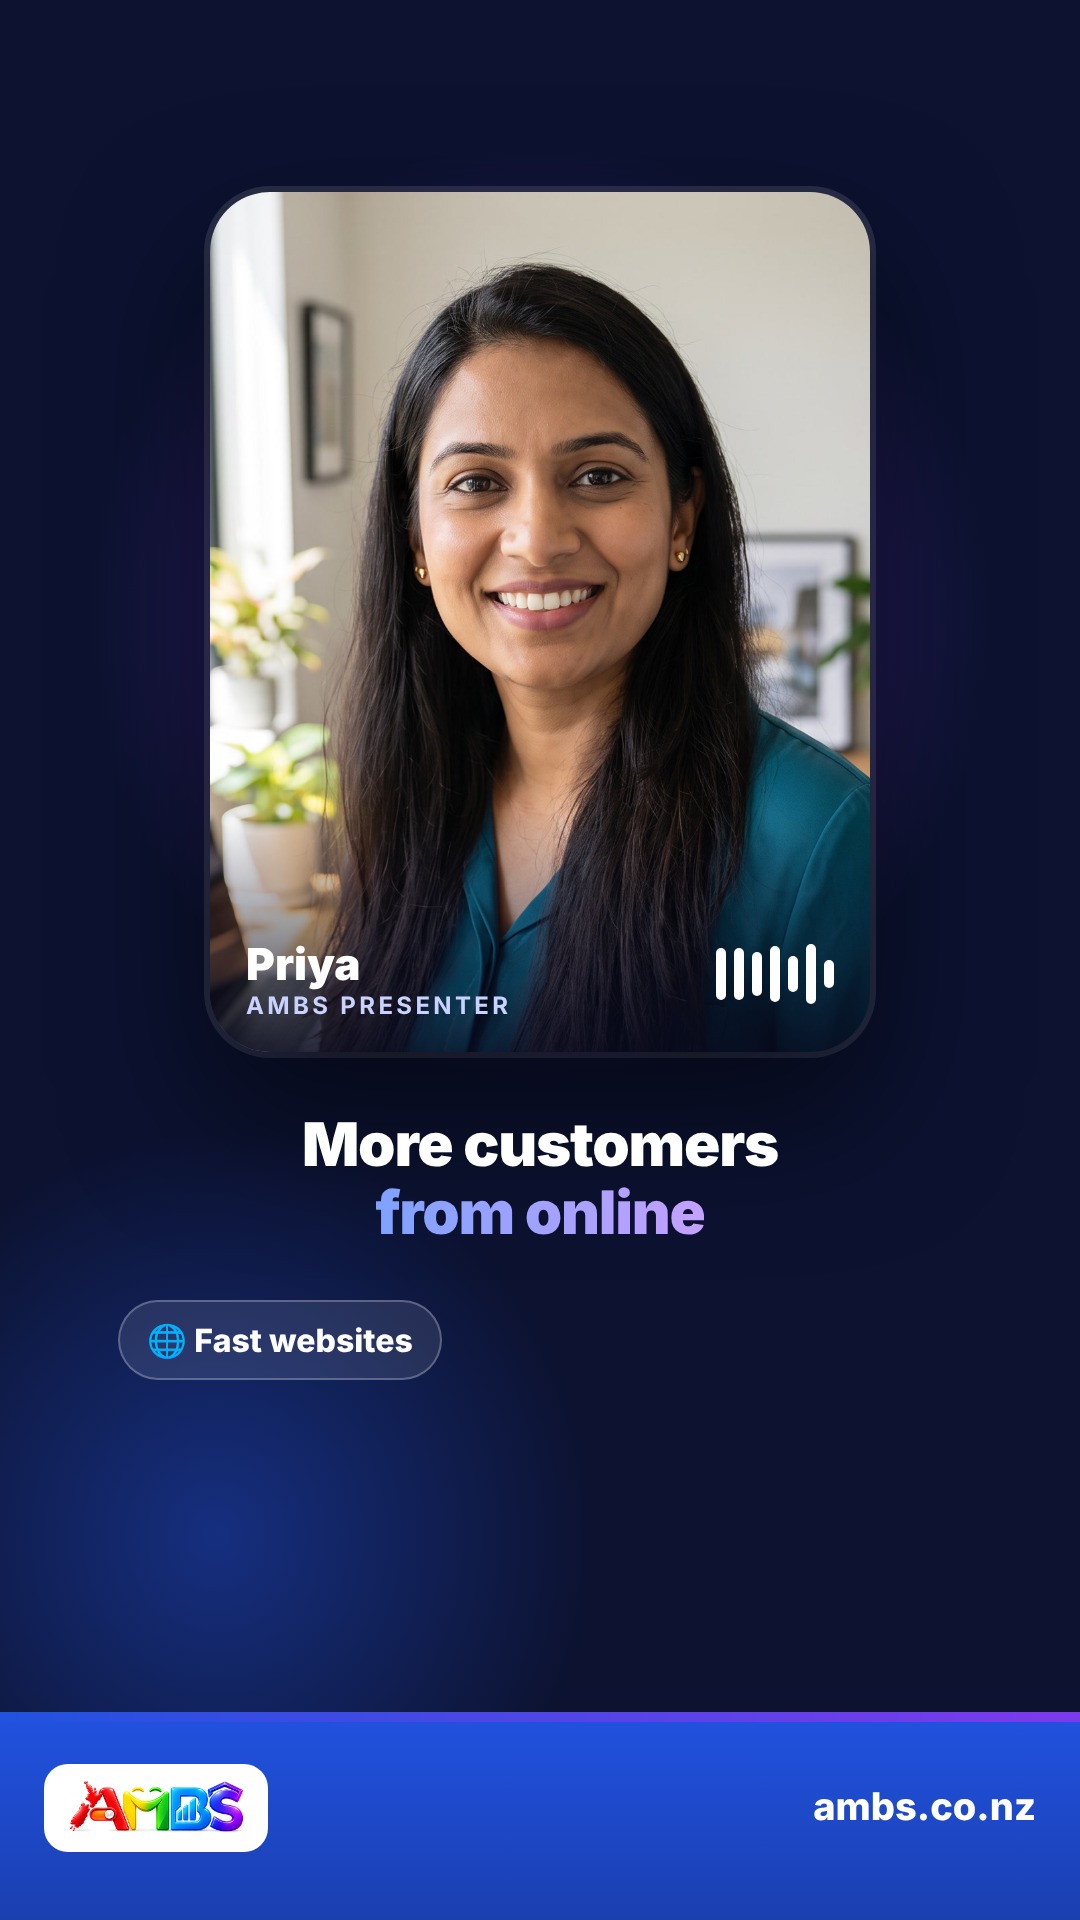 Priya
AMBS PRESENTER
More customers
from online
🌐 Fast websites
AMBS
ambs.co.nz